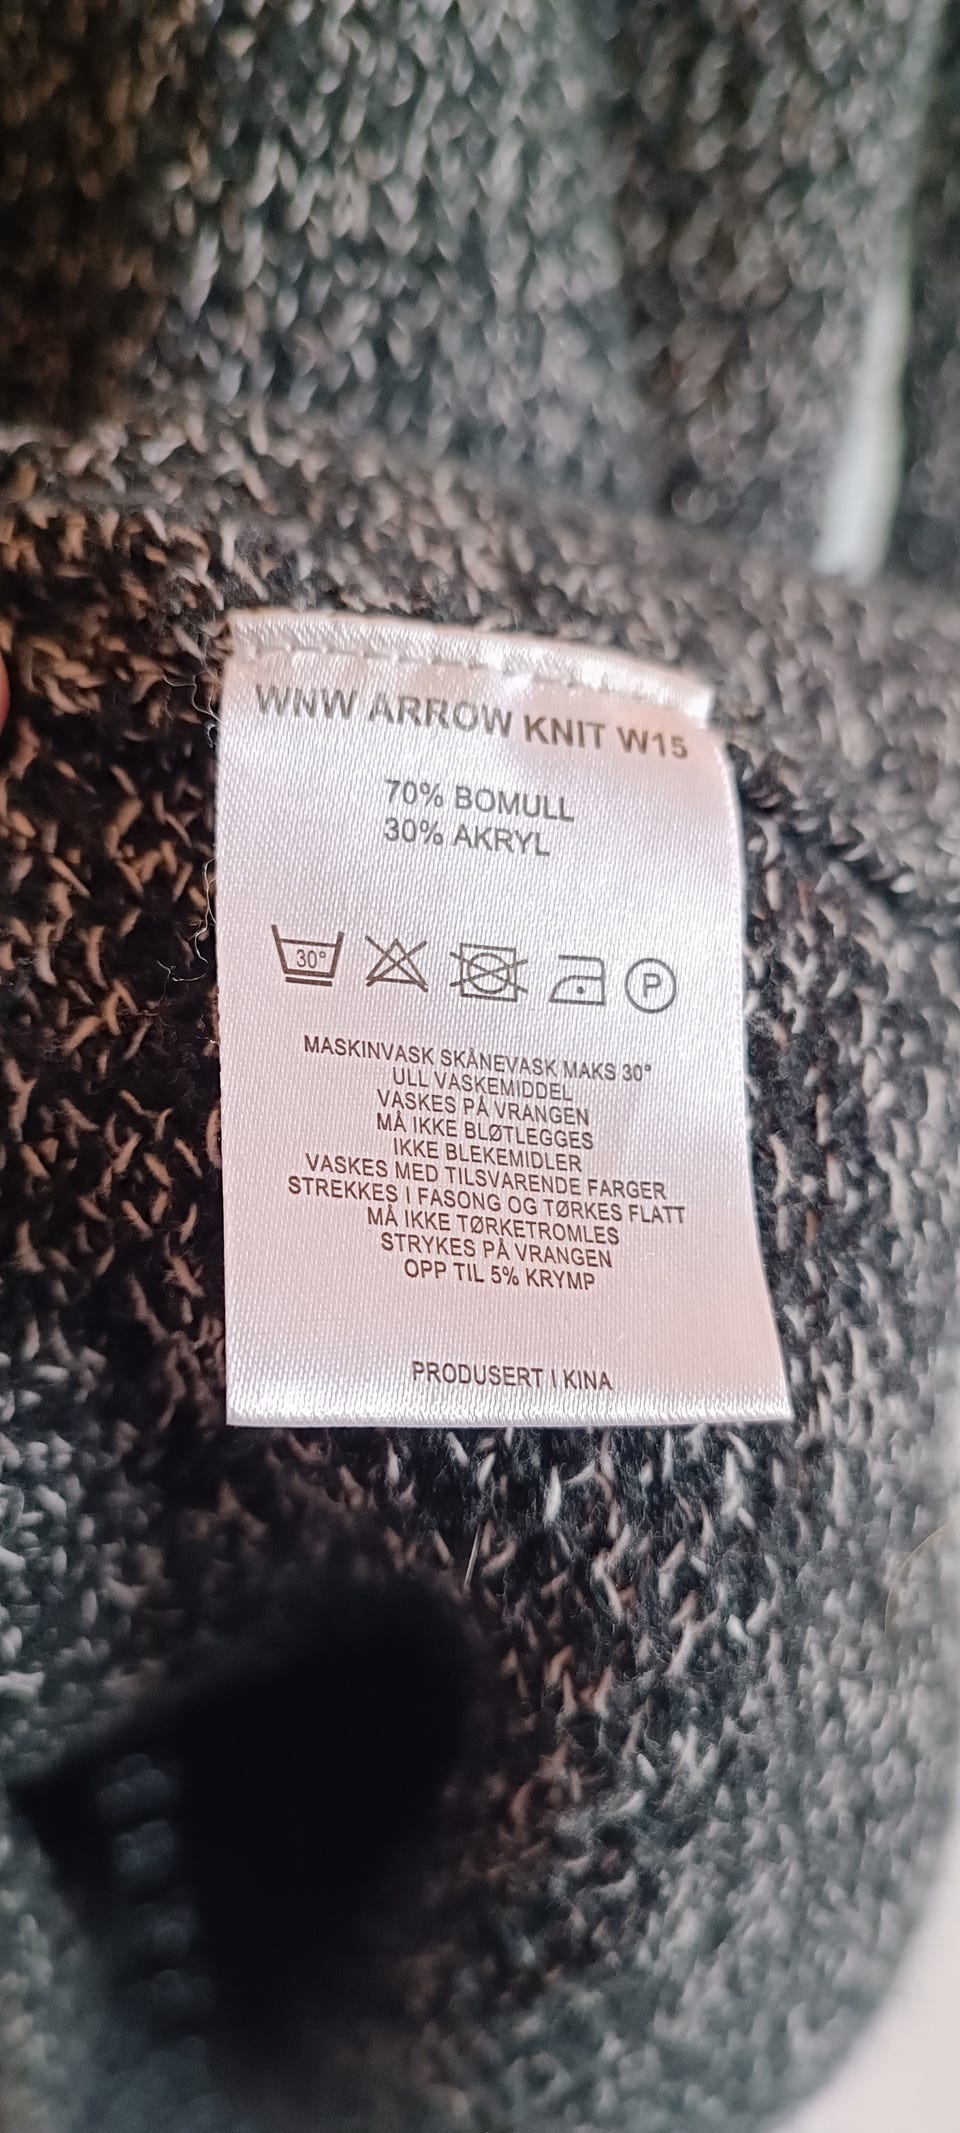 WNW ARROW KNIT W15
70% BOMULL
30% AKRYL
30° P
MASKINVASK SKÅNEVASK MAKS 30°
ULL VASKEMIDDEL
VASKES PÅ VRANGEN
MÅ IKKE BLØTLEGGES
IKKE BLEKEMIDLER
VASKES MED TILSVARENDE FARGER
STREKKES I FASONG OG TØRKES FLATT
MÅ IKKE TØRKETROMLES
STRYKES PÅ VRANGEN
OPP TIL 5% KRYMP
PRODUSERT I KINA